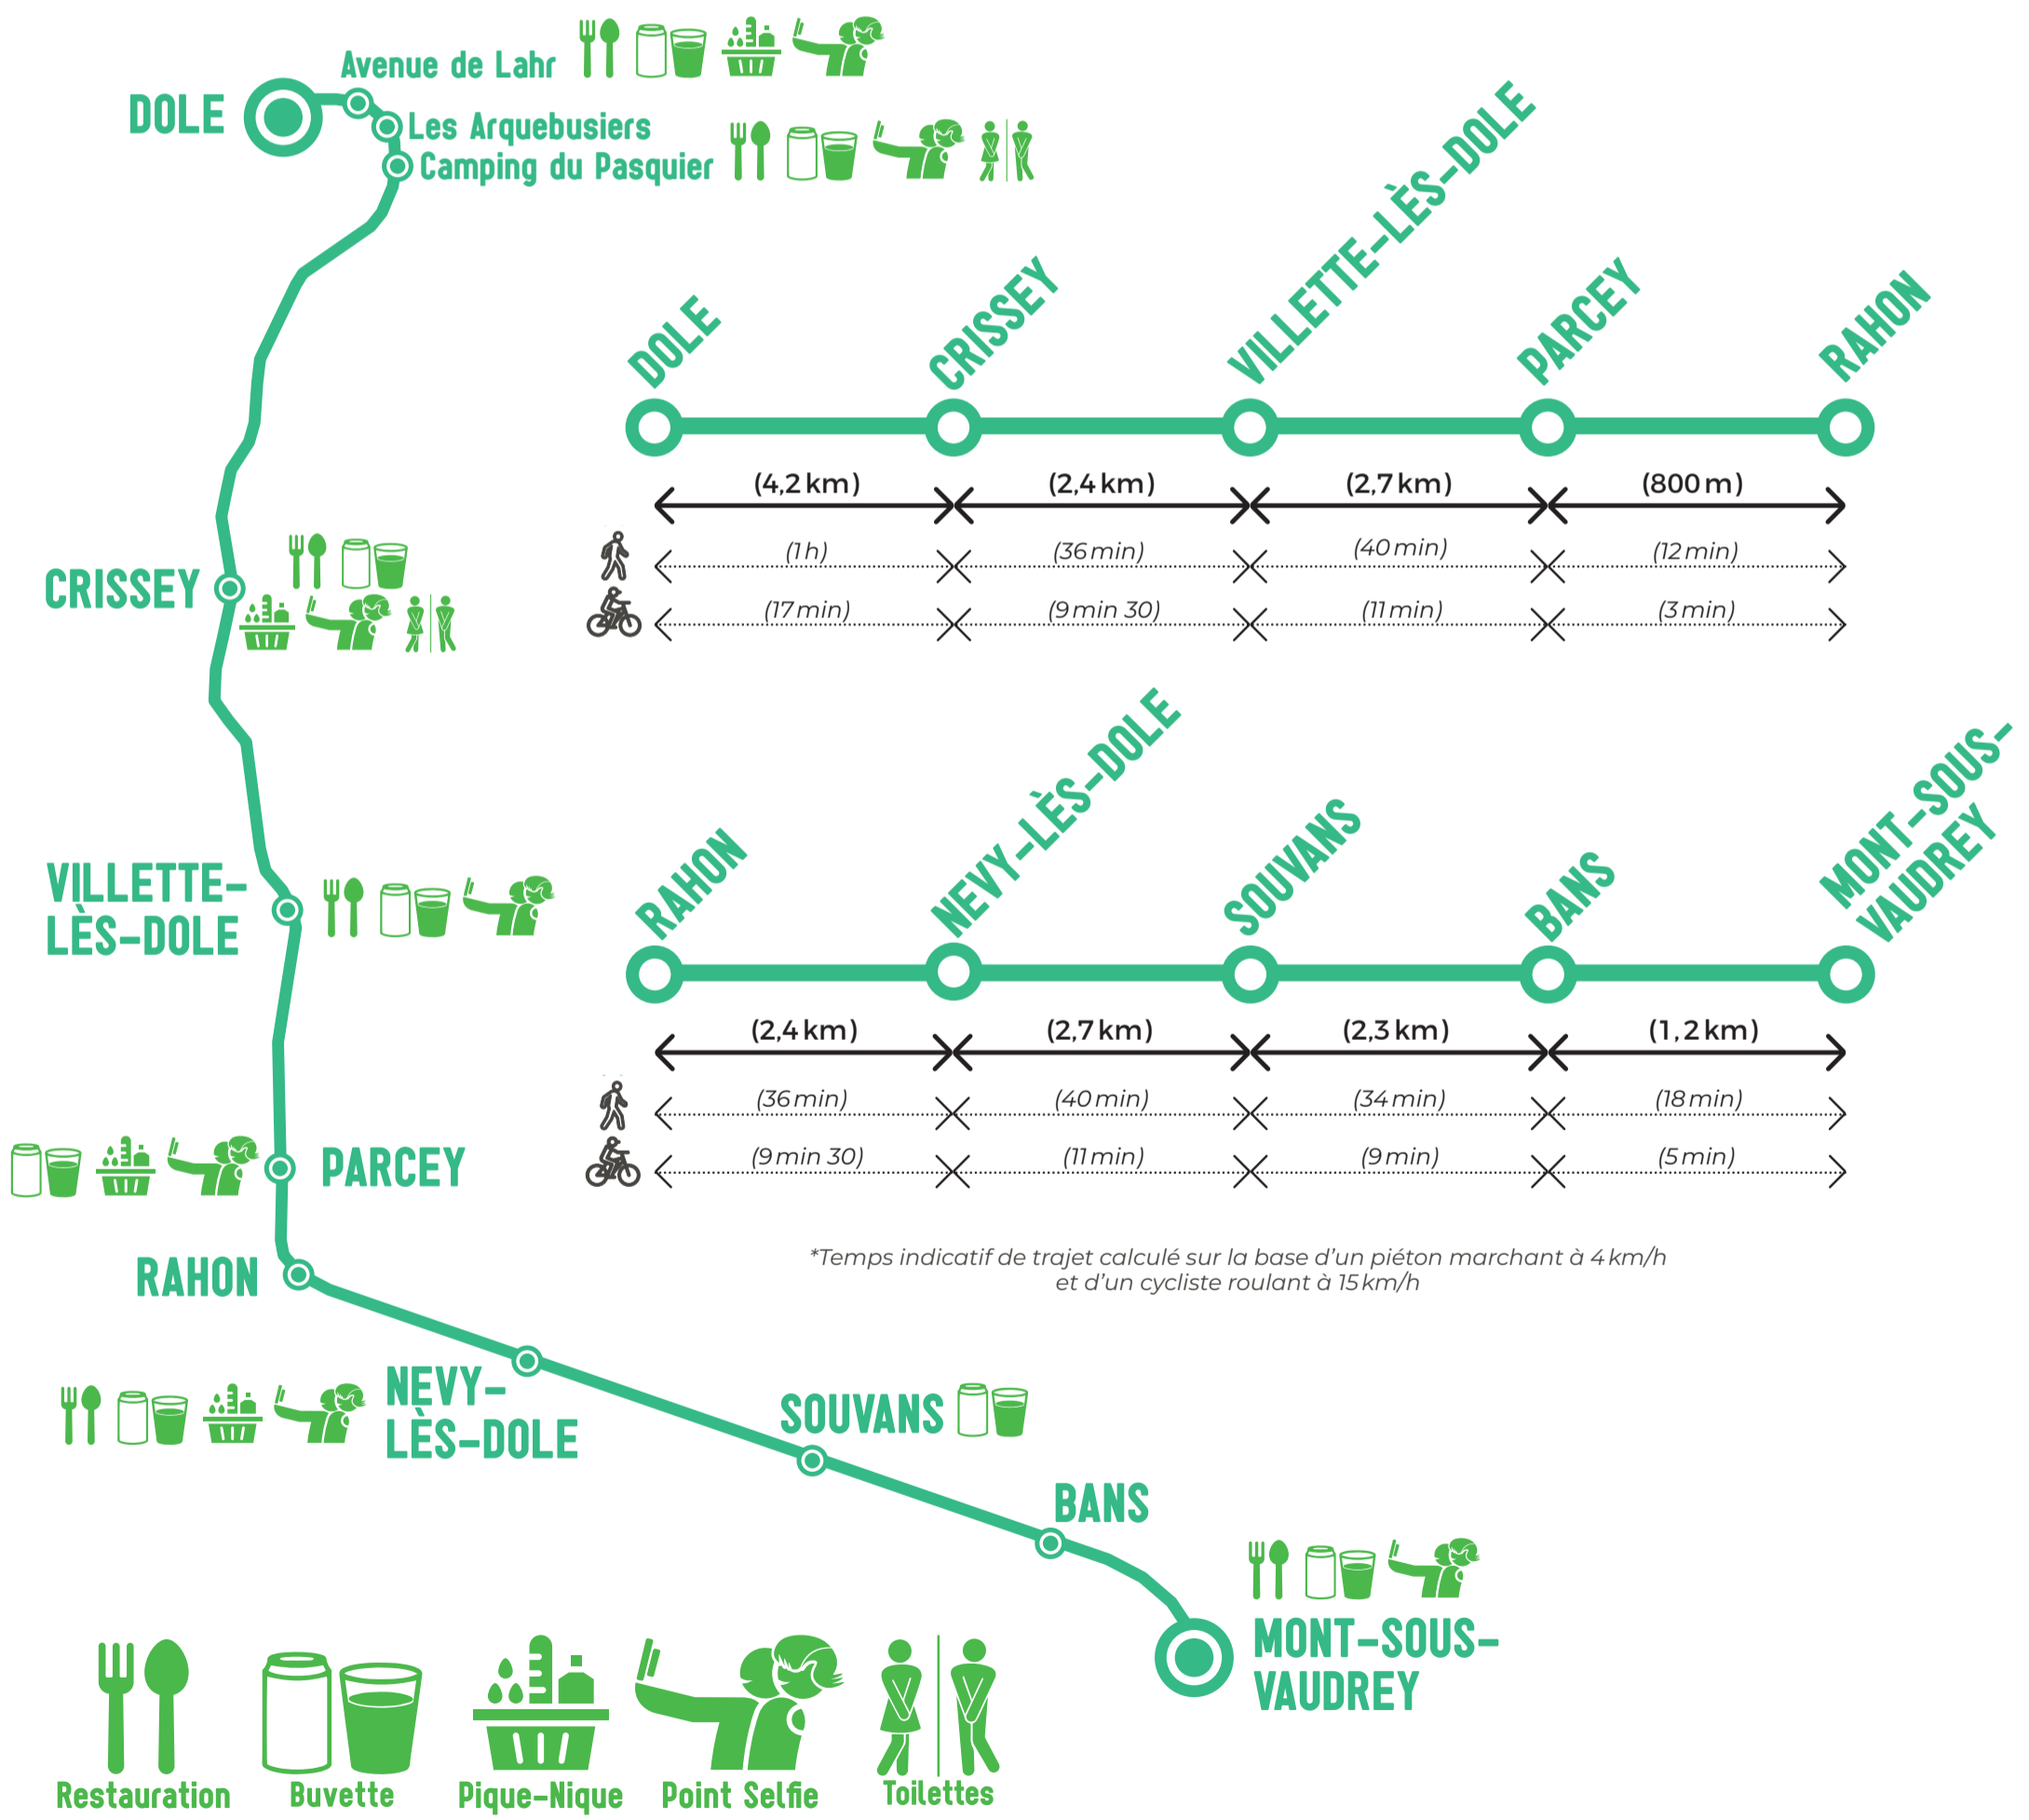 Avenue de Lahr
DOLE
Les Arquebusiers
Camping du Pasquier
DOLE
CRISSEY
VILLETTE-LÈS-DOLE
PARCEY
RAHON
(4,2 km)
(2,4 km)
(2,7 km)
(800 m)
(1 h)
(36 min)
(40 min)
(12 min)
(17 min)
(9 min 30)
(11 min)
(3 min)
CRISSEY
VILLETTE-
LÈS-DOLE
RAHON
NEVY-LÈS-DOLE
SOUVANS
BANS
MONT-SOUS-
VAUDREY
(2,4 km)
(2,7 km)
(2,3 km)
(1, 2 km)
(36 min)
(40 min)
(34 min)
(18 min)
(9 min 30)
(11 min)
(9 min)
(5 min)
PARCEY
RAHON
*Temps indicatif de trajet calculé sur la base d’un piéton marchant à 4 km/h
et d’un cycliste roulant à 15 km/h
NEVY-
LÈS-DOLE
SOUVANS
BANS
MONT-SOUS-
VAUDREY
Restauration
Buvette
Pique-Nique
Point Selfie
Toilettes